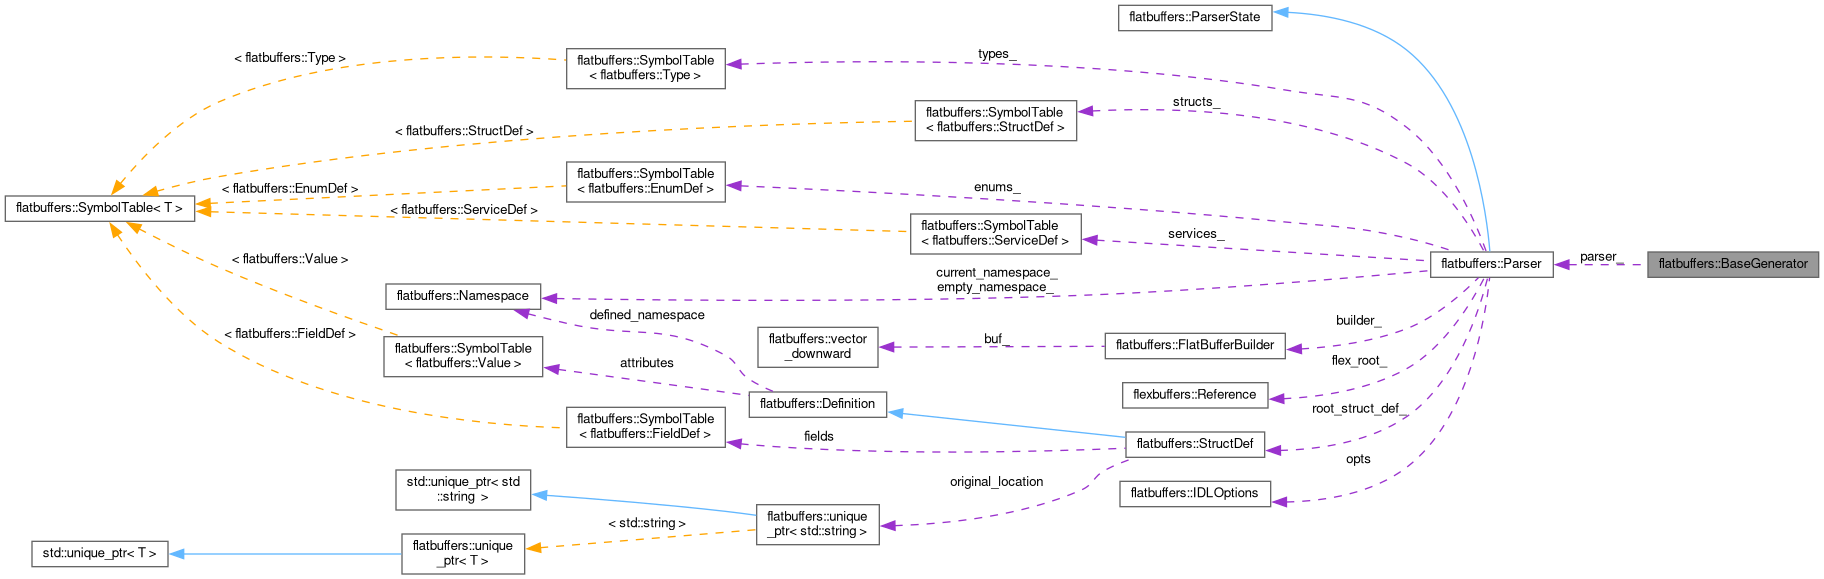 flatbuffers::ParserState
< flatbuffers::Type >
flatbuffers::SymbolTable
< flatbuffers::Type >
types_
< flatbuffers::StructDef >
flatbuffers::SymbolTable
< flatbuffers::StructDef >
structs_
flatbuffers::SymbolTable< T >
< flatbuffers::EnumDef >
flatbuffers::SymbolTable
< flatbuffers::EnumDef >
enums_
< flatbuffers::ServiceDef >
flatbuffers::SymbolTable
< flatbuffers::ServiceDef >
services_
flatbuffers::Parser
parser_
flatbuffers::BaseGenerator
< flatbuffers::Value >
current_namespace_
empty_namespace_
flatbuffers::Namespace
defined_namespace
< flatbuffers::FieldDef >
flatbuffers::SymbolTable
< flatbuffers::Value >
attributes
flatbuffers::vector
_downward
buf_
flatbuffers::FlatBufferBuilder
builder_
flex_root_
flexbuffers::Reference
flatbuffers::Definition
root_struct_def_
flatbuffers::SymbolTable
< flatbuffers::FieldDef >
fields
flatbuffers::StructDef
opts
std::unique_ptr< std
::string >
original_location
flatbuffers::IDLOptions
< std::string >
flatbuffers::unique
_ptr< std::string >
std::unique_ptr< T >
flatbuffers::unique
_ptr< T >